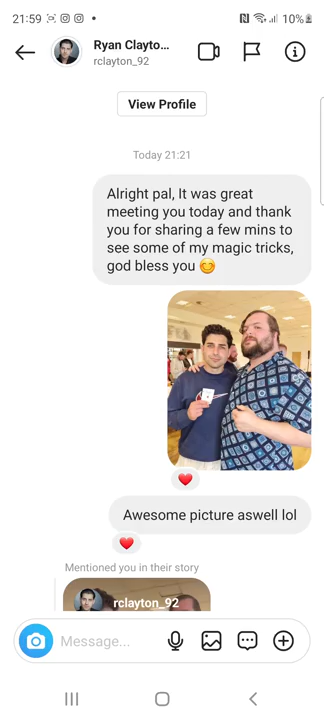 21:59 10%
Ryan Clayto...
rclayton_92
View Profile
Today 21:21
Alright pal, It was great
meeting you today and thank
you for sharing a few mins to
see some of my magic tricks,
god bless you 😊
Awesome picture aswell lol
Mentioned you in their story
rclayton_92
Message...